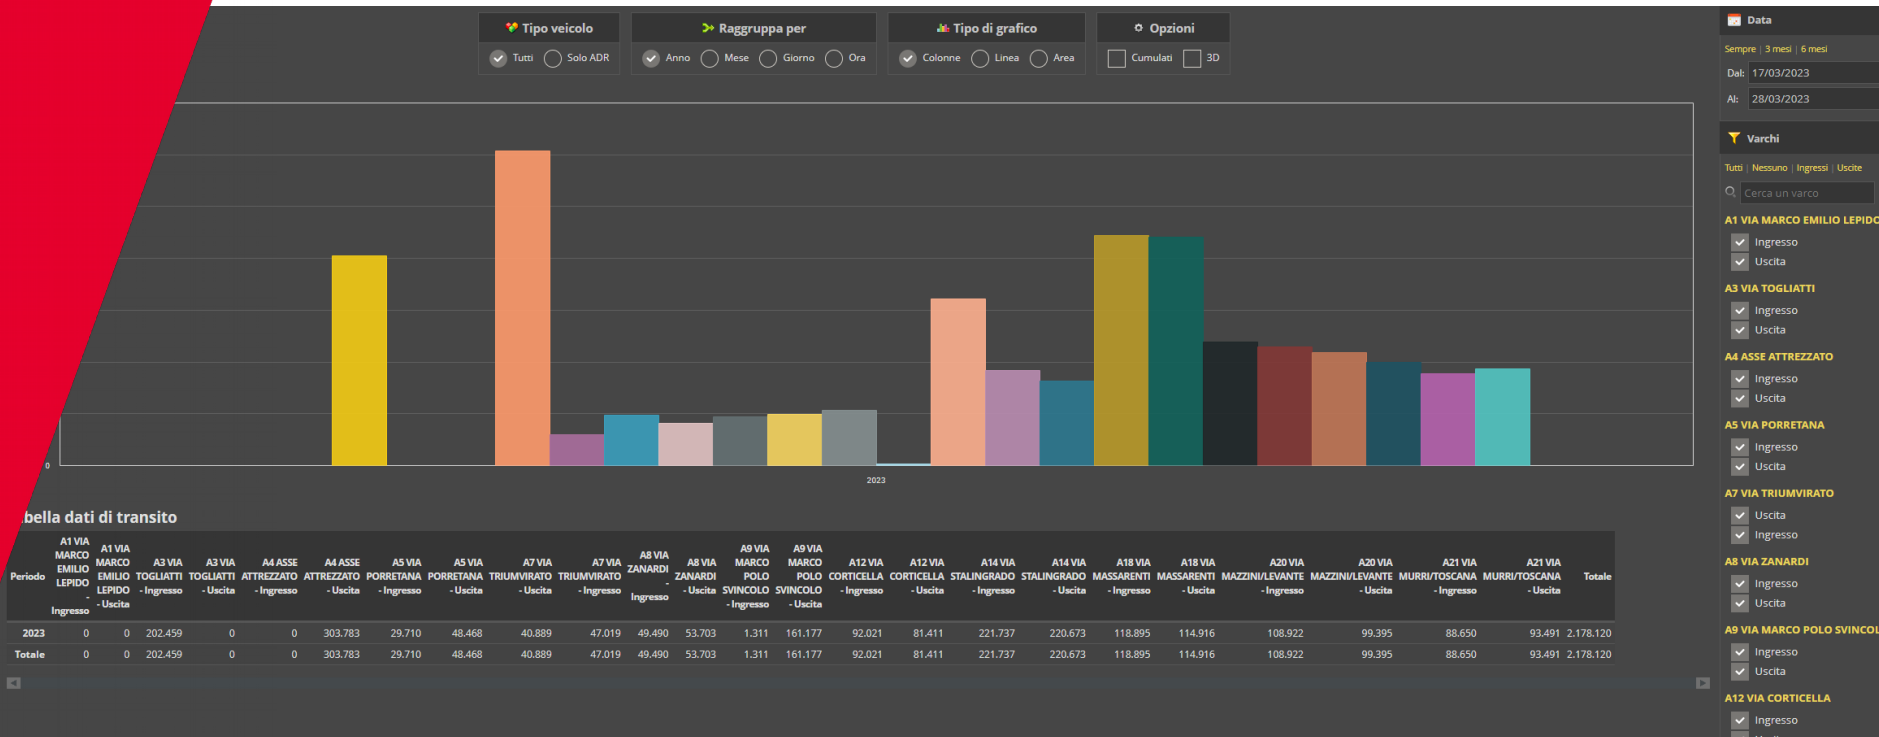 Tipo veicolo
Tutti Solo ADR
Raggruppa per
Anno Mese Giorno Ora
Tipo di grafico
Colonne Linea Area
Opzioni
Cumulati 3D
0
2023
bella dati di transito
Periodo
A1 VIA
MARCO
EMILIO
LEPIDO
-
Ingresso
A1 VIA
MARCO
EMILIO
LEPIDO
- Uscita
A3 VIA
TOGLIATTI
- Ingresso
A3 VIA
TOGLIATTI
- Uscita
A4 ASSE
ATTREZZATO
- Ingresso
A4 ASSE
ATTREZZATO
- Uscita
A5 VIA
PORRETANA
- Ingresso
A5 VIA
PORRETANA
- Uscita
A7 VIA
TRIUMVIRATO
- Uscita
A7 VIA
TRIUMVIRATO
- Ingresso
A8 VIA
ZANARDI
-
Ingresso
A8 VIA
ZANARDI
- Uscita
A9 VIA
MARCO
POLO
SVINCOLO
- Ingresso
A9 VIA
MARCO
POLO
SVINCOLO
- Uscita
A12 VIA
CORTICELLA
- Ingresso
A12 VIA
CORTICELLA
- Uscita
A14 VIA
STALINGRADO
- Ingresso
A14 VIA
STALINGRADO
- Uscita
A18 VIA
MASSARENTI
- Ingresso
A18 VIA
MASSARENTI
- Uscita
A20 VIA
MAZZINI/LEVANTE
- Ingresso
A20 VIA
MAZZINI/LEVANTE
- Uscita
A21 VIA
MURRI/TOSCANA
- Ingresso
A21 VIA
MURRI/TOSCANA
- Uscita
Totale
2023 0 0 202.459 0 0 303.783 29.710 48.468 40.889 47.019 49.490 53.703 1.311 161.177 92.021 81.411 221.737 220.673 118.895 114.916 108.922 99.395 88.650 93.491 2.178.120
Totale 0 0 202.459 0 0 303.783 29.710 48.468 40.889 47.019 49.490 53.703 1.311 161.177 92.021 81.411 221.737 220.673 118.895 114.916 108.922 99.395 88.650 93.491 2.178.120
Data
Sempre | 3 mesi | 6 mesi
Dal: 17/03/2023
Al: 28/03/2023
Varchi
Tutti | Nessuno | Ingressi | Uscite
Cerca un varco
A1 VIA MARCO EMILIO LEPIDO
Ingresso
Uscita
A3 VIA TOGLIATTI
Ingresso
Uscita
A4 ASSE ATTREZZATO
Ingresso
Uscita
A5 VIA PORRETANA
Ingresso
Uscita
A7 VIA TRIUMVIRATO
Uscita
Ingresso
A8 VIA ZANARDI
Ingresso
Uscita
A9 VIA MARCO POLO SVINCOL
Ingresso
Uscita
A12 VIA CORTICELLA
Ingresso